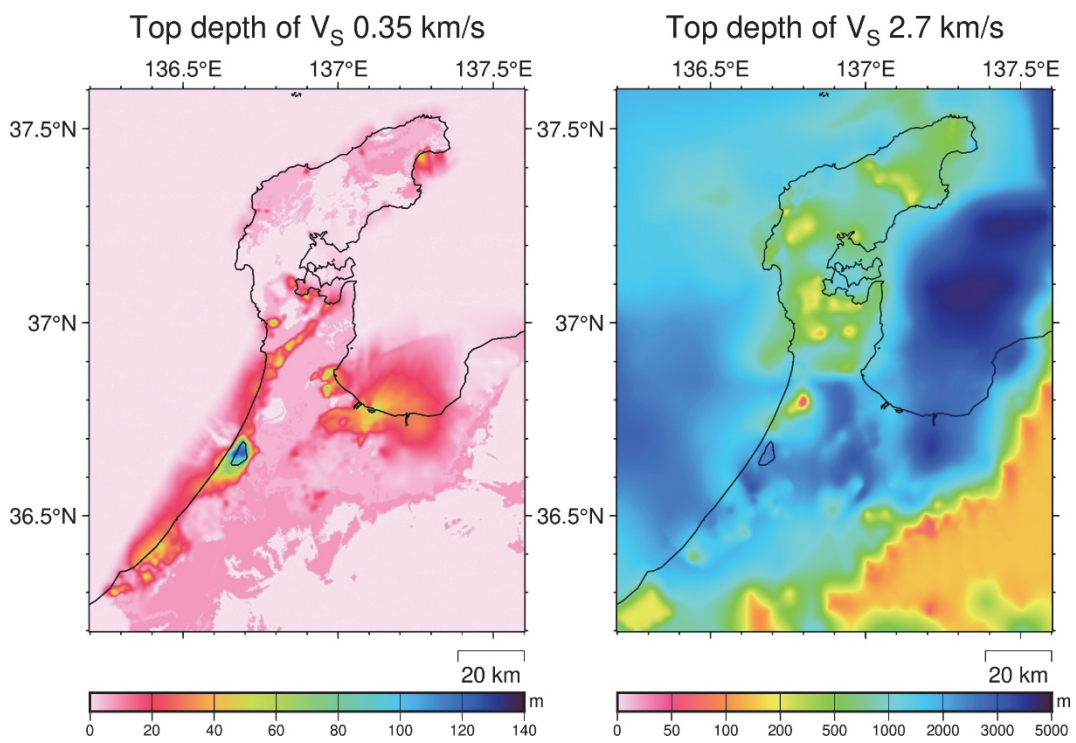 Top depth of VS 0.35 km/s
136.5°E 137°E 137.5°E
37.5°N
37°N
36.5°N
20 km
0 20 40 60 80 100 120 140 m
Top depth of VS 2.7 km/s
136.5°E 137°E 137.5°E
37.5°N
37°N
36.5°N
20 km
0 50 100 200 500 1000 2000 3000 5000 m